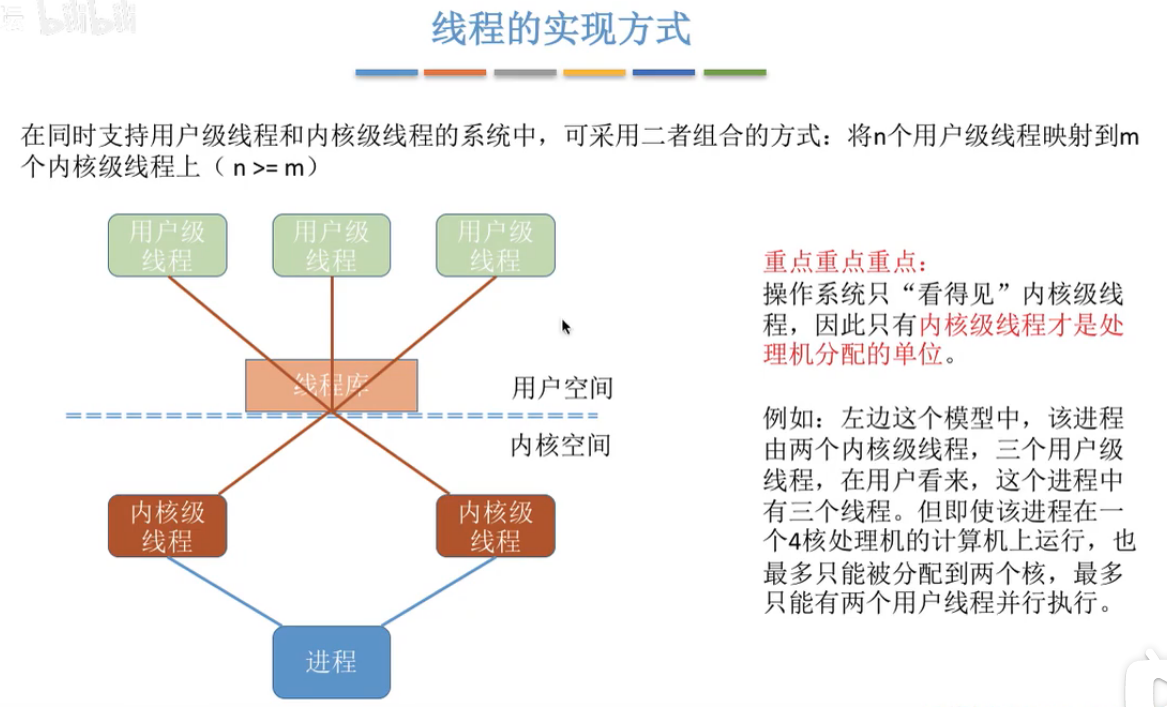 bilibili
线程的实现方式
在同时支持用户级线程和内核级线程的系统中，可采用二者组合的方式：将n个用户级线程映射到m
个内核级线程上（ n >= m）
用户级
线程
用户级
线程
用户级
线程
线程库
用户空间
内核空间
内核级
线程
内核级
线程
进程
重点重点重点：
操作系统只“看得见”内核级线
程，因此只有内核级线程才是处
理机分配的单位。
例如：左边这个模型中，该进程
由两个内核级线程，三个用户级
线程，在用户看来，这个进程中
有三个线程。但即使该进程在一
个4核处理机的计算机上运行，也
最多只能被分配到两个核，最多
只能有两个用户线程并行执行。